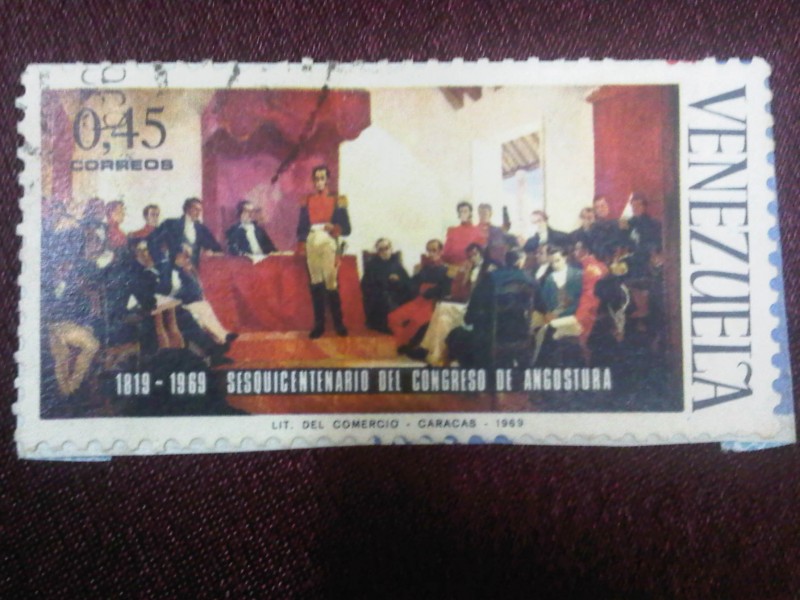 0,45
CORREOS
VENEZUELA
1819 - 1969 SESQUICENTENARIO DEL CONGRESO DE ANGOSTURA
LIT. DEL COMERCIO - CARACAS - 1969